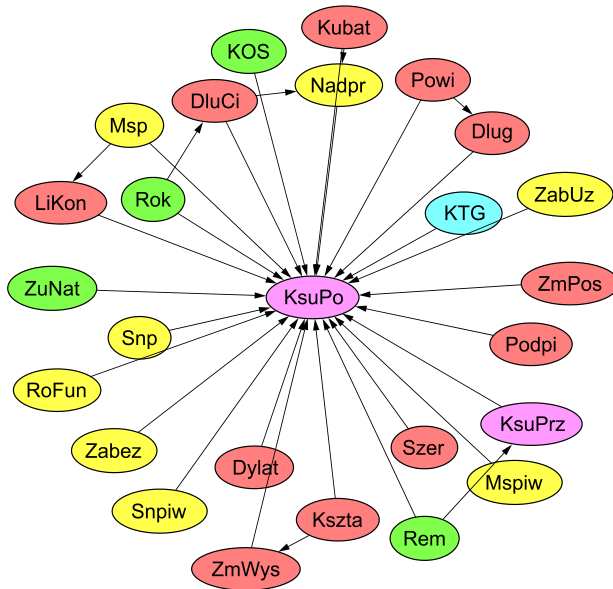 Kubat
KOS
Powi
Nadpr
DluCi
Msp
Dlug
ZabUz
Rok
LiKon
KTG
ZmPos
ZuNat
KsuPo
Snp
Podpi
RoFun
KsuPrz
Szer
Zabez
Dylat
Mspiw
Snpiw
Kszta
Rem
ZmWys